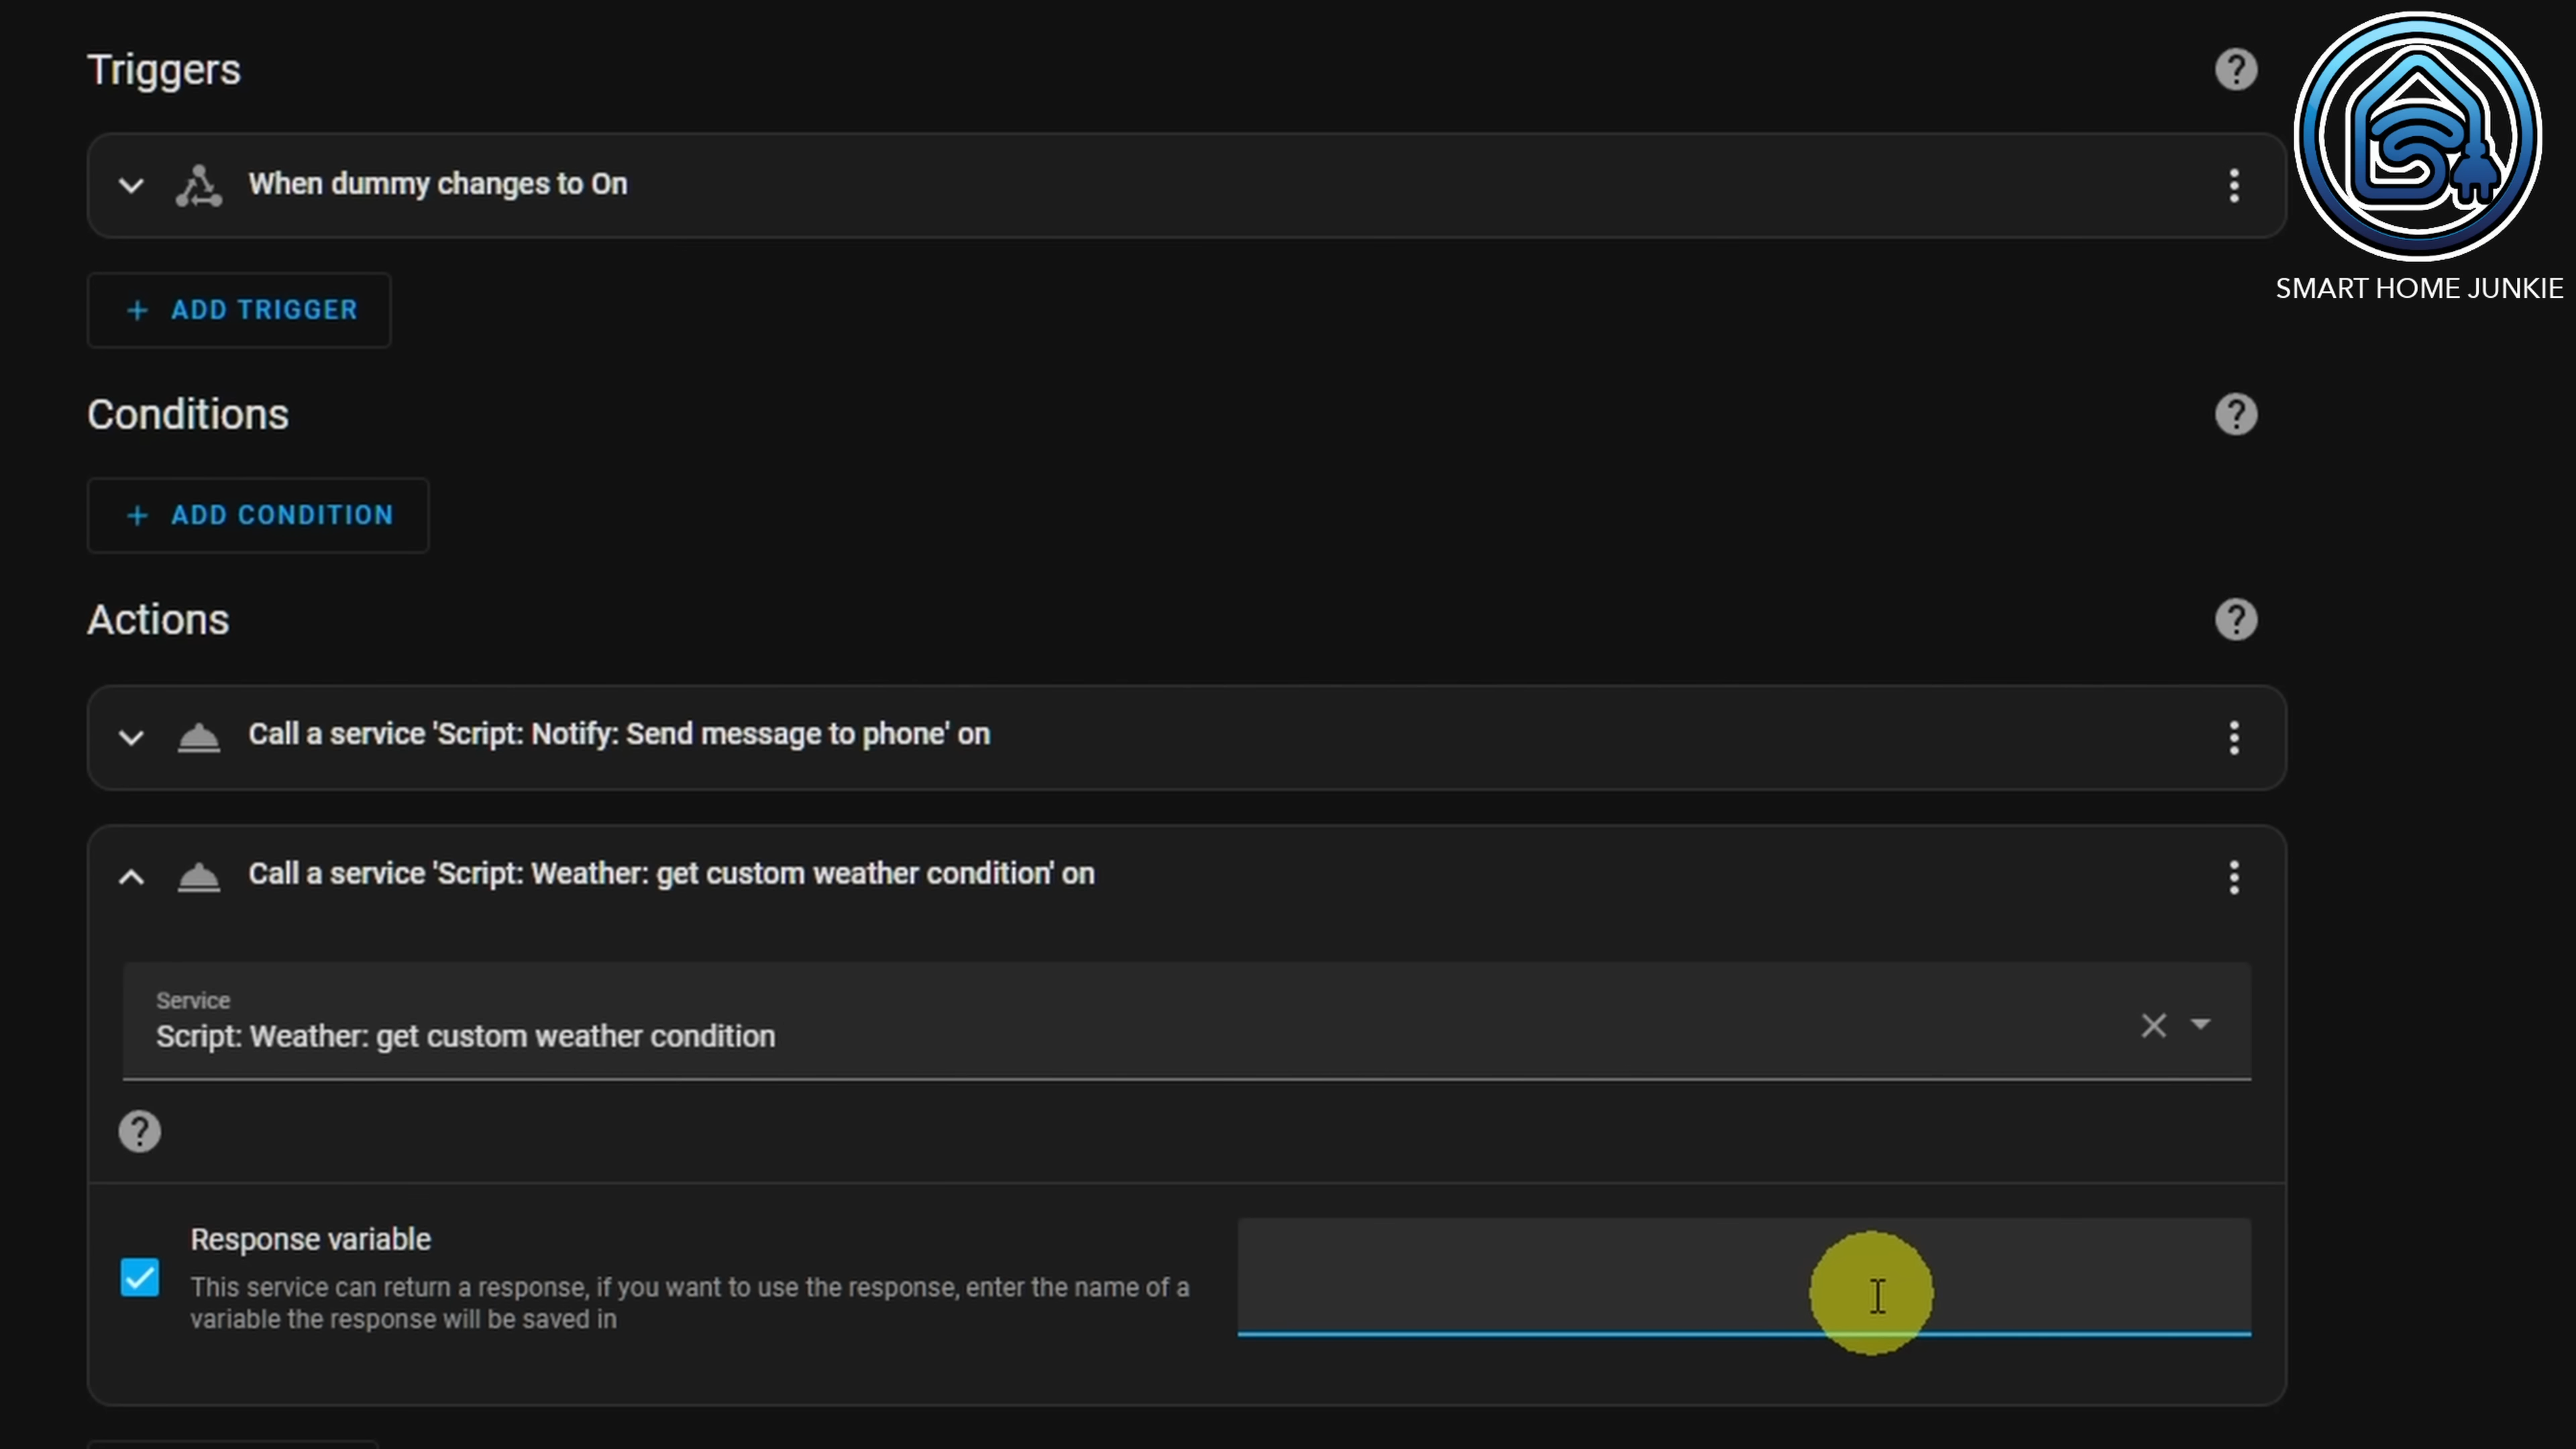 Triggers
When dummy changes to On
SMART HOME JUNKIE
+ ADD TRIGGER
Conditions
+ ADD CONDITION
Actions
Call a service 'Script: Notify: Send message to phone' on
Call a service 'Script: Weather: get custom weather condition' on
Service
Script: Weather: get custom weather condition
Response variable
This service can return a response, if you want to use the response, enter the name of a
variable the response will be saved in